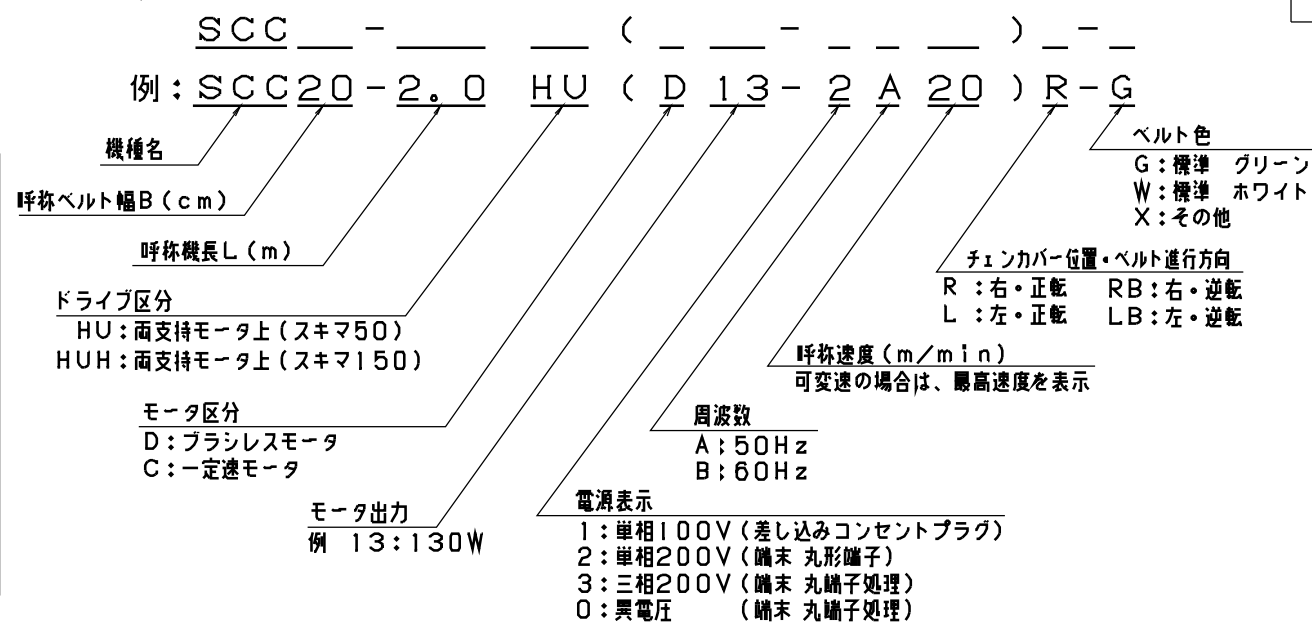 SCC__-___ __(_ __-_ _ __)_-_
例:SCC20-2.0 HU(D 13-2 A 20)R-G
機種名
呼称ベルト幅B(cm)
呼称機長L(m)
ドライブ区分
HU:両支持モータ上(スキマ50)
HUH:両支持モータ上(スキマ150)
モータ区分
D:ブラシレスモータ
C:一定速モータ
モータ出力
例 13:130W
電源表示
1:単相100V(差し込みコンセントプラグ)
2:単相200V(端末 丸形端子)
3:三相200V(端末 丸端子処理)
0:異電圧 (端末 丸端子処理)
周波数
A:50Hz
B:60Hz
呼称速度(m/min)
可変速の場合は、最高速度を表示
チェンカバー位置・ベルト進行方向
R :右・正転 RB:右・逆転
L :左・正転 LB:左・逆転
ベルト色
G:標準 グリーン
W:標準 ホワイト
X:その他